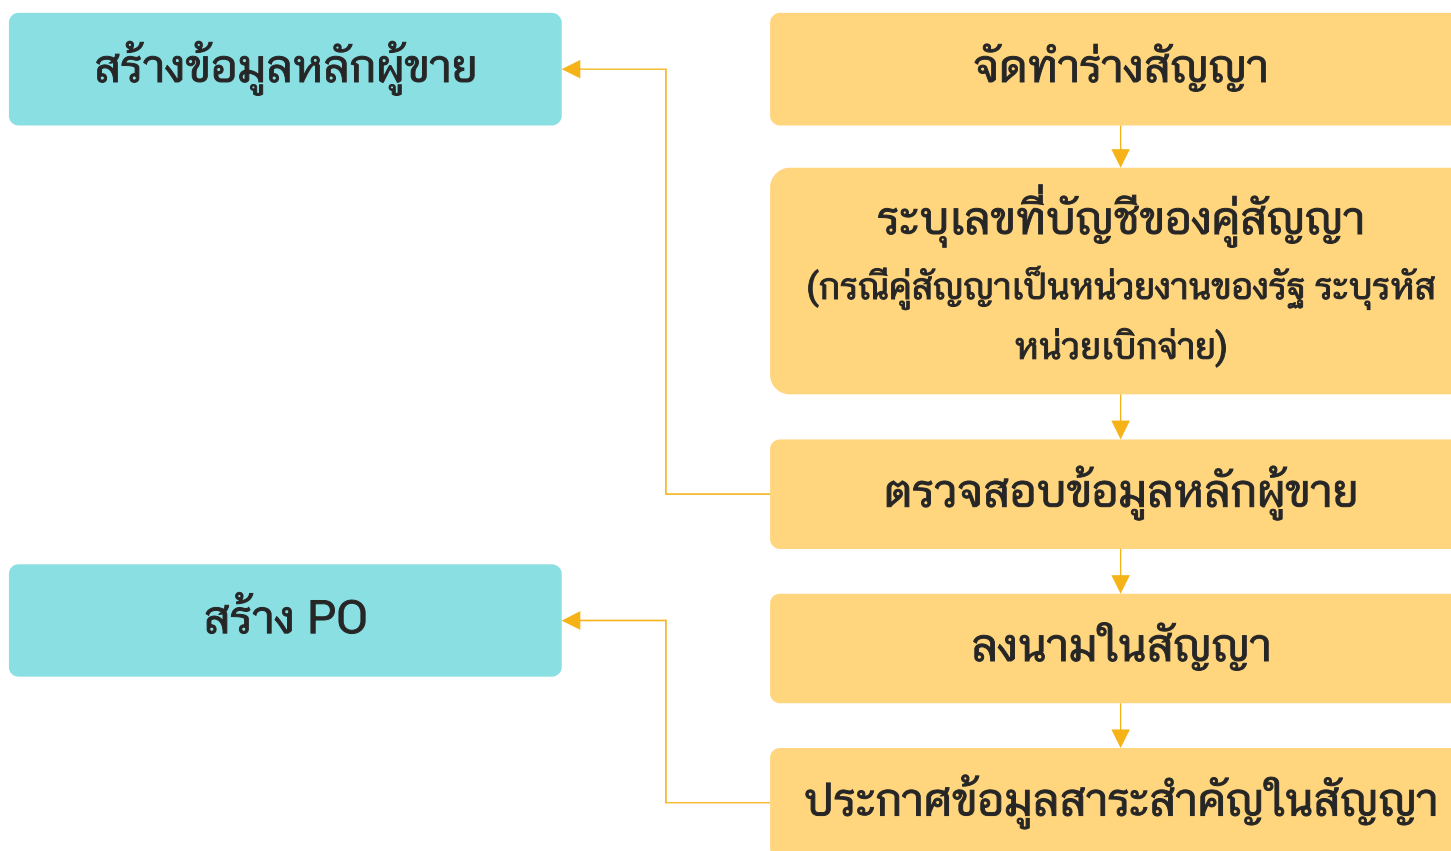 สร้างข้อมูลหลักผู้ขาย
จัดทำร่างสัญญา
ระบุเลขที่บัญชีของคู่สัญญา
(กรณีคู่สัญญาเป็นหน่วยงานของรัฐ ระบุรหัส
หน่วยเบิกจ่าย)
ตรวจสอบข้อมูลหลักผู้ขาย
สร้าง PO
ลงนามในสัญญา
ประกาศข้อมูลสาระสำคัญในสัญญา